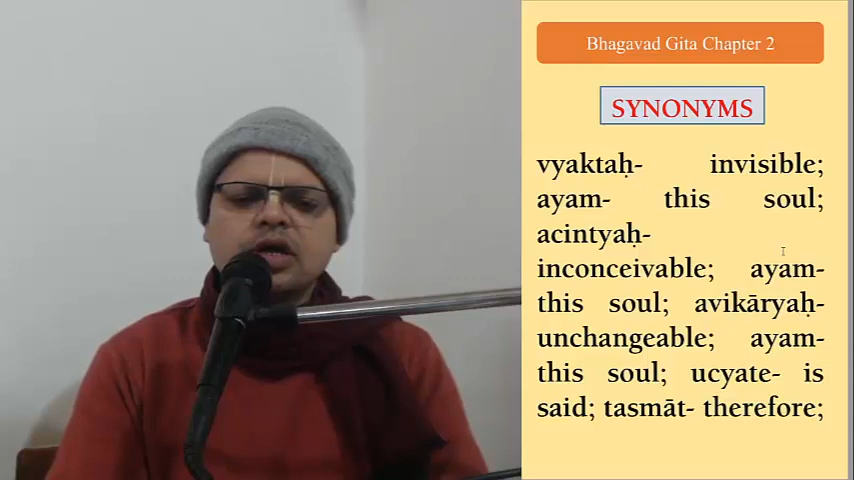 Bhagavad Gita Chapter 2
SYNONYMS
vyaktaḥ- invisible;
ayam- this soul;
acintyaḥ-
inconceivable; ayam-
this soul; avikāryaḥ-
unchangeable; ayam-
this soul; ucyate- is
said; tasmāt- therefore;